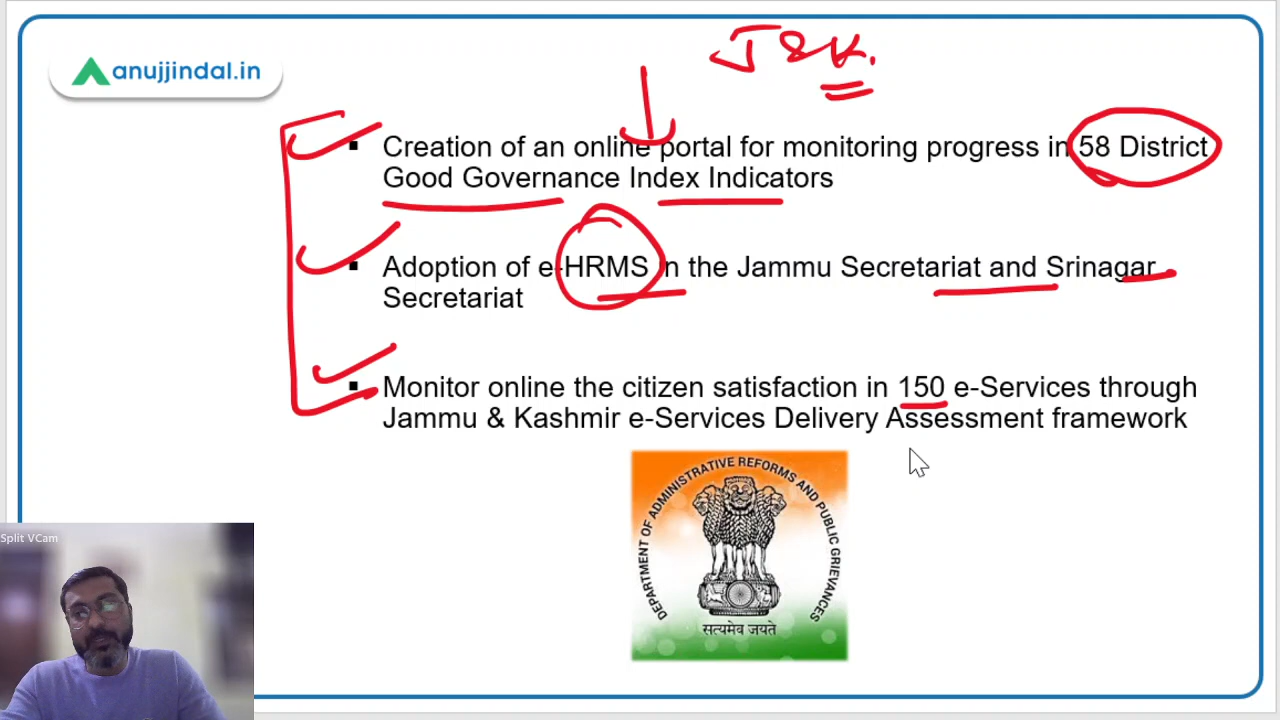 J&K.
anujjindal.in
▪ Creation of an online portal for monitoring progress in 58 District
Good Governance Index Indicators
▪ Adoption of e-HRMS in the Jammu Secretariat and Srinagar
Secretariat
▪ Monitor online the citizen satisfaction in 150 e-Services through
Jammu & Kashmir e-Services Delivery Assessment framework
DEPARTMENT OF ADMINISTRATIVE REFORMS AND PUBLIC GRIEVANCES
सत्यमेव जयते
Split VCam